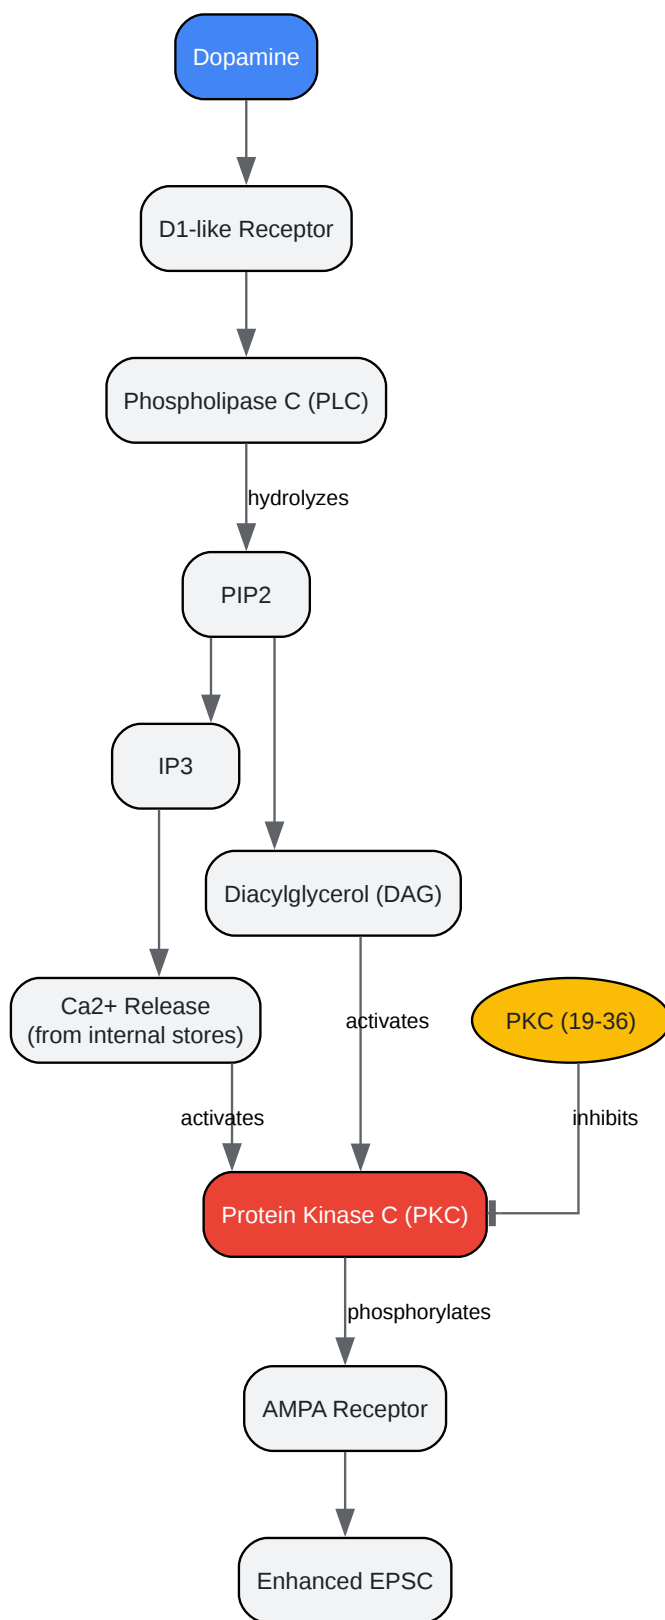 Dopamine
D1-like Receptor
Phospholipase C (PLC)
hydrolyzes
PIP2
IP3
Diacylglycerol (DAG)
Ca2+ Release
(from internal stores)
activates
PKC (19-36)
activates
inhibits
Protein Kinase C (PKC)
phosphorylates
AMPA Receptor
Enhanced EPSC